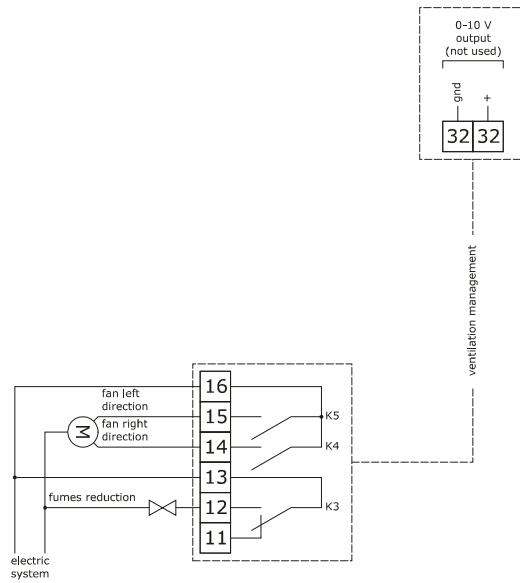 0-10 V
output
(not used)
gnd
+
32 32
ventilation management
16
fan left
direction
15
K5
M
fan right
direction
14
K4
13
fumes reduction
12
K3
11
electric
system